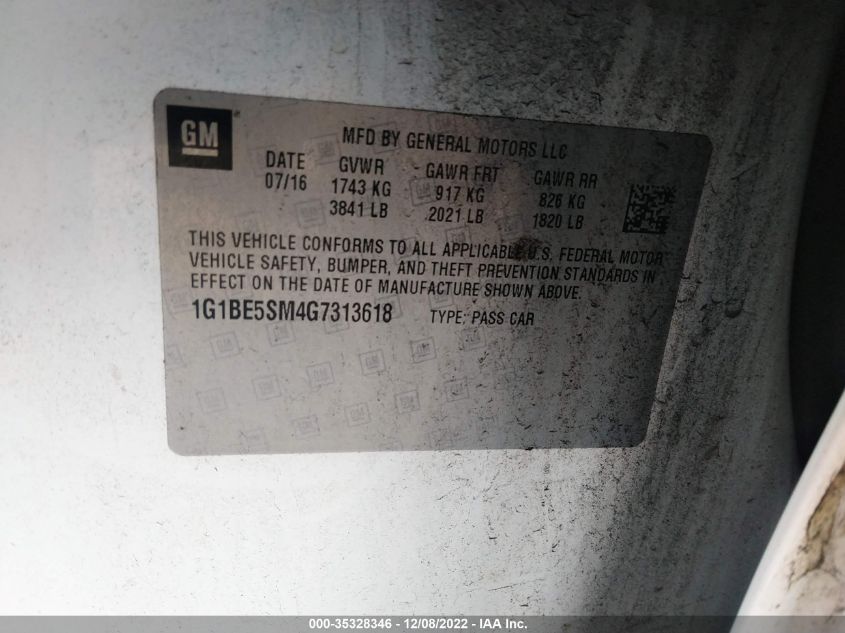 GM
MFD BY GENERAL MOTORS LLC
DATE GVWR GAWR FRT GAWR RR
07/16 1743 KG 917 KG 826 KG
3841 LB 2021 LB 1820 LB
THIS VEHICLE CONFORMS TO ALL APPLICABLE U.S. FEDERAL MOTOR
VEHICLE SAFETY, BUMPER, AND THEFT PREVENTION STANDARDS IN
EFFECT ON THE DATE OF MANUFACTURE SHOWN ABOVE.
1G1BE5SM4G7313618 TYPE: PASS CAR
000-35328346 - 12/08/2022 - IAA Inc.